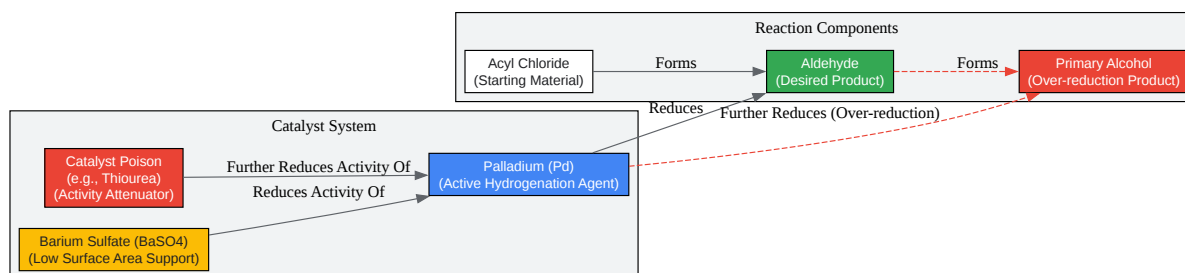 Reaction Components
Acyl Chloride
(Starting Material)
Forms
Aldehyde
(Desired Product)
Forms
Primary Alcohol
(Over-reduction Product)
Reduces
Further Reduces (Over-reduction)
Catalyst System
Catalyst Poison
(e.g., Thiourea)
(Activity Attenuator)
Further Reduces Activity Of
Reduces Activity Of
Palladium (Pd)
(Active Hydrogenation Agent)
Barium Sulfate (BaSO4)
(Low Surface Area Support)